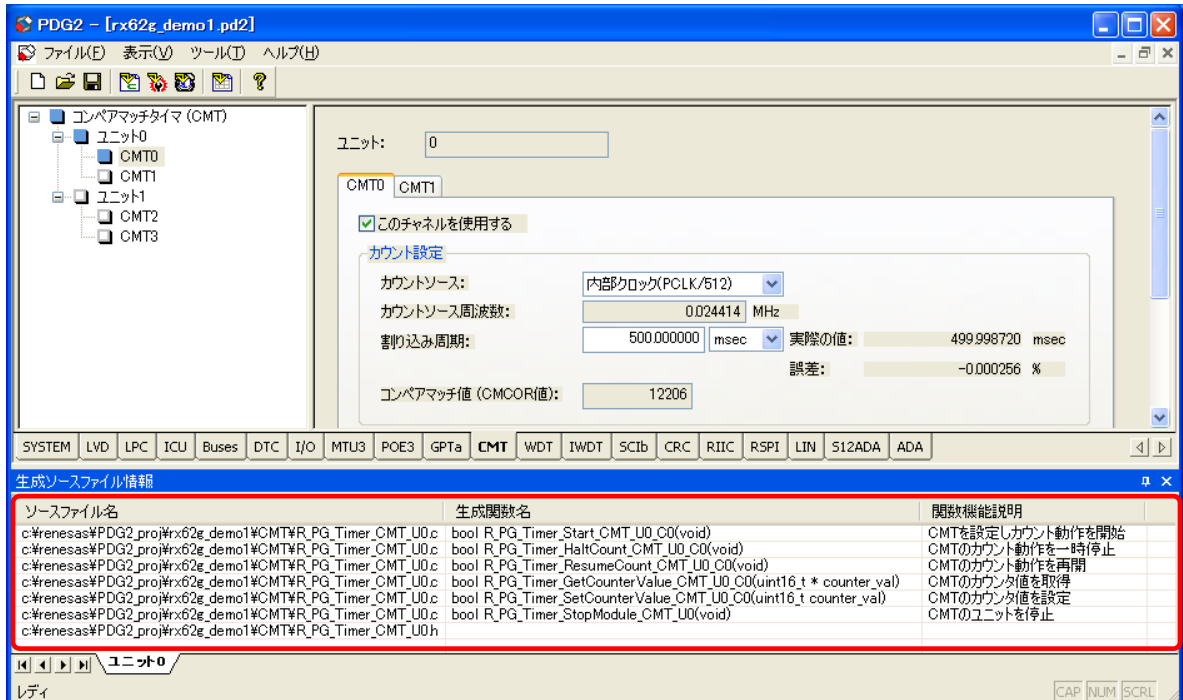 PDG2 - [rx62g_demo1.pd2]
ファイル(F) 表示(V) ツール(T) ヘルプ(H)
コンペアマッチタイマ (CMT)
ユニット0
CMT0
CMT1
ユニット1
CMT2
CMT3
ユニット: 0
CMT0 CMT1
このチャネルを使用する
カウント設定
カウントソース: 内部クロック(PCLK/512)
カウントソース周波数: 0.024414 MHz
割り込み周期: 500.000000 msec 実際の値: 499.998720 msec
誤差: -0.000256 %
コンペアマッチ値 (CMCOR値): 12206
SYSTEM LVD LPC ICU Buses DTC I/O MTU3 POE3 GPTa CMT WDT IWDT SCIb CRC RIIC RSPI LIN S12ADA ADA
生成ソースファイル情報
ソースファイル名 生成関数名 関数機能説明
c:¥renesas¥PDG2_proj¥rx62g_demo1¥CMT¥R_PG_Timer_CMT_U0.c bool R_PG_Timer_Start_CMT_U0_C0(void) CMTを設定しカウント動作を開始
c:¥renesas¥PDG2_proj¥rx62g_demo1¥CMT¥R_PG_Timer_CMT_U0.c bool R_PG_Timer_HaltCount_CMT_U0_C0(void) CMTのカウント動作を一時停止
c:¥renesas¥PDG2_proj¥rx62g_demo1¥CMT¥R_PG_Timer_CMT_U0.c bool R_PG_Timer_ResumeCount_CMT_U0_C0(void) CMTのカウント動作を再開
c:¥renesas¥PDG2_proj¥rx62g_demo1¥CMT¥R_PG_Timer_CMT_U0.c bool R_PG_Timer_GetCounterValue_CMT_U0_C0(uint16_t * counter_val) CMTのカウンタ値を取得
c:¥renesas¥PDG2_proj¥rx62g_demo1¥CMT¥R_PG_Timer_CMT_U0.c bool R_PG_Timer_SetCounterValue_CMT_U0_C0(uint16_t counter_val) CMTのカウンタ値を設定
c:¥renesas¥PDG2_proj¥rx62g_demo1¥CMT¥R_PG_Timer_CMT_U0.c bool R_PG_Timer_StopModule_CMT_U0(void) CMTのユニットを停止
c:¥renesas¥PDG2_proj¥rx62g_demo1¥CMT¥R_PG_Timer_CMT_U0.h
ユニット0
レディ CAP NUM SCRL